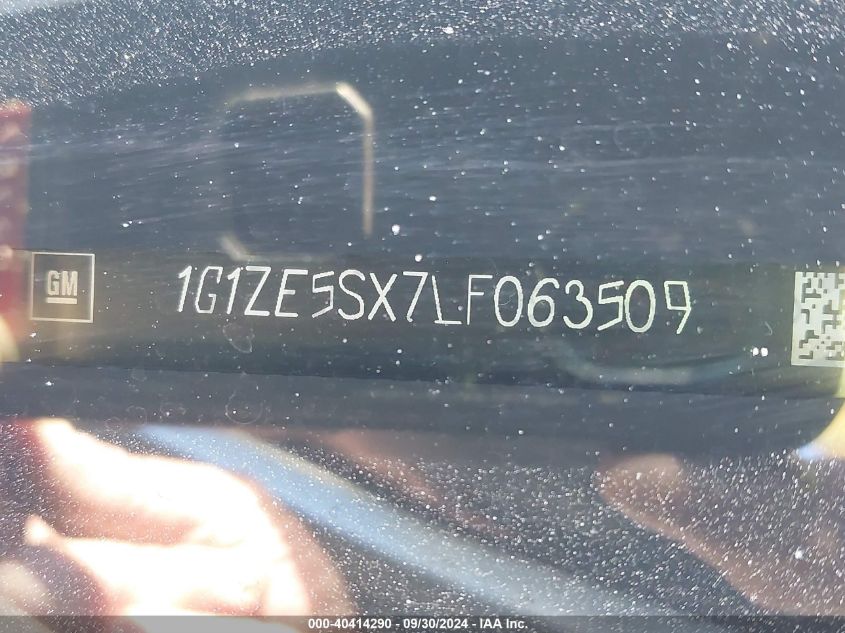 GM 1G1ZE5SX7LF063509
000-40414290 - 09/30/2024 - IAA Inc.